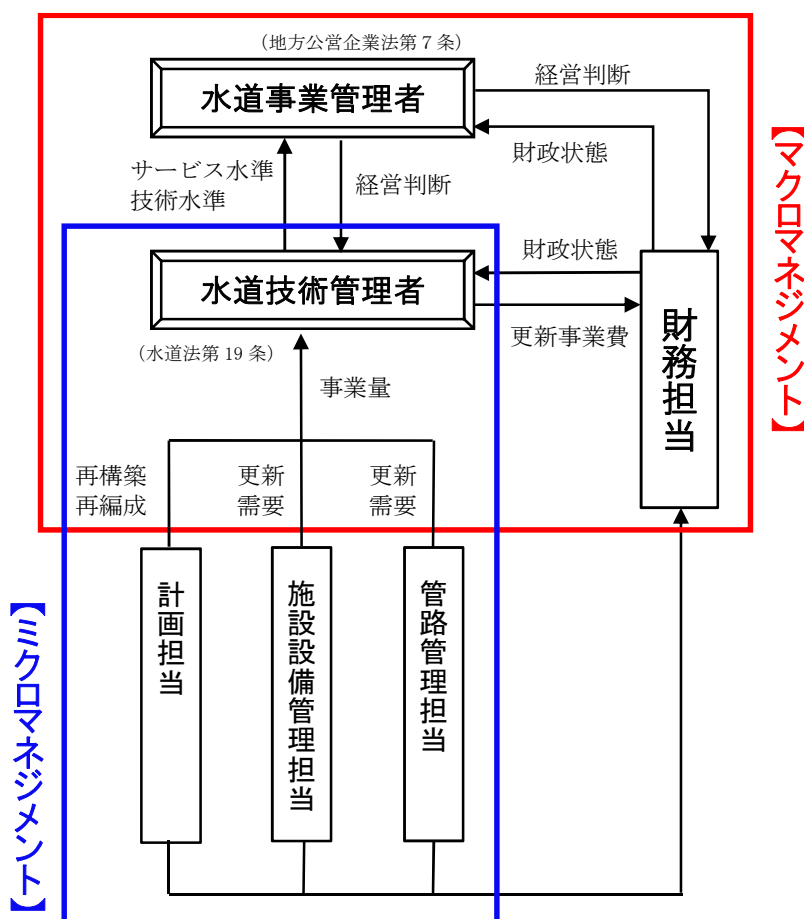 (地方公営企業法第7条)
水道事業管理者
経営判断
財政状態
サービス水準
技術水準
経営判断
【マクロマネジメント】
財政状態
水道技術管理者
更新事業費
(水道法第19条)
財務担当
事業量
再構築
再編成
更新
需要
更新
需要
計画担当
施設設備管理担当
管路管理担当
【ミクロマネジメント】